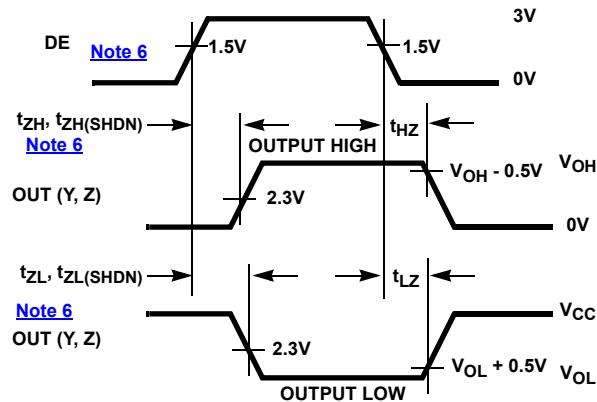 3V
DE Note 6 1.5V 1.5V
0V
tZH, tZH(SHDN) tHZ
Note 6 OUTPUT HIGH
VOH - 0.5V VOH
OUT (Y, Z) 2.3V
0V
tZL, tZL(SHDN) tLZ
Note 6 VCC
OUT (Y, Z) 2.3V
VOL + 0.5V VOL
OUTPUT LOW